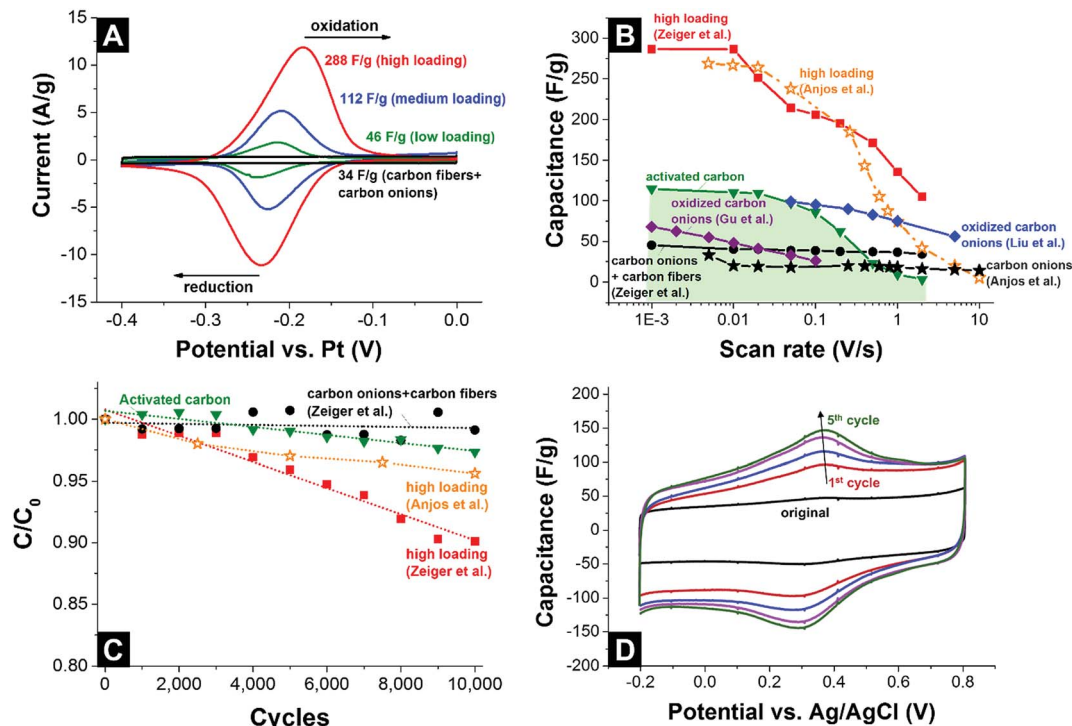 A
oxidation
288 F/g (high loading)
112 F/g (medium loading)
46 F/g (low loading)
34 F/g (carbon fibers+
carbon onions)
reduction
15
10
5
0
-5
-10
-15
-0.4
-0.3
-0.2
-0.1
0.0
Current (A/g)
Potential vs. Pt (V)
B
high loading
(Zeiger et al.)
high loading
(Anjos et al.)
activated carbon
oxidized carbon
onions (Gu et al.)
oxidized carbon
onions (Liu et al.)
carbon onions
+ carbon fibers
(Zeiger et al.)
carbon onions
(Anjos et al.)
300
250
200
150
100
50
0
1E-3
0.01
0.1
1
10
Capacitance (F/g)
Scan rate (V/s)
C
Activated carbon
carbon onions+carbon fibers
(Zeiger et al.)
high loading
(Anjos et al.)
high loading
(Zeiger et al.)
1.00
0.95
0.90
0.85
0.80
0
2,000
4,000
6,000
8,000
10,000
C/C0
Cycles
D
5th cycle
1st cycle
original
200
150
100
50
0
-50
-100
-150
-200
-0.2
0.0
0.2
0.4
0.6
0.8
Capacitance (F/g)
Potential vs. Ag/AgCl (V)